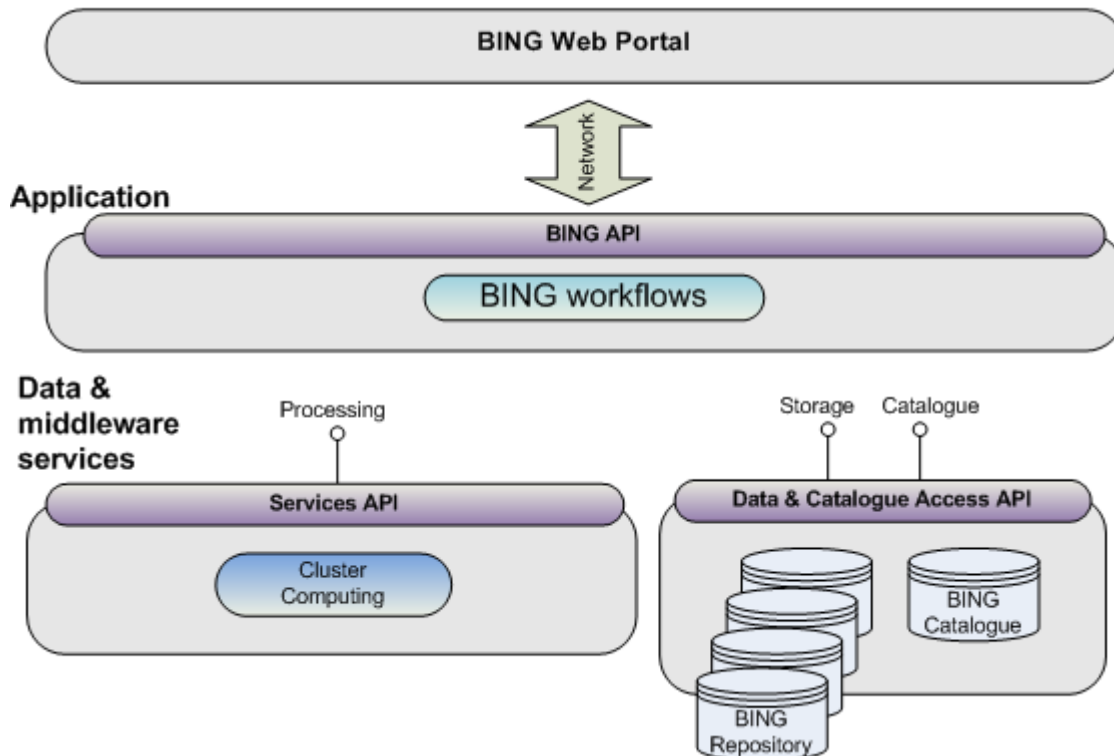 BING Web Portal
Network
Application
BING API
BING workflows
Data &
middleware
services
Processing
Storage
Catalogue
Services API
Data & Catalogue Access API
Cluster
Computing
BING
Catalogue
BING
Repository